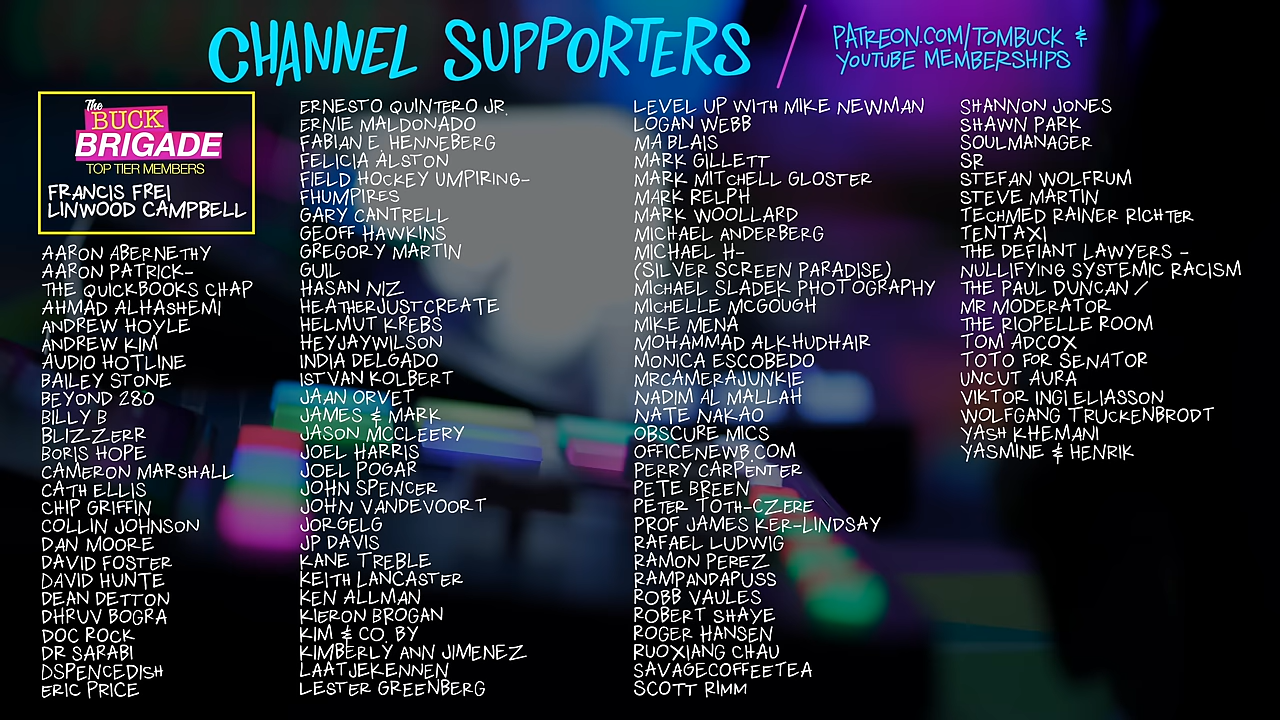 CHANNEL SUPPORTERS
PATREON.COM/TOMBUCK &
YOUTUBE MEMBERSHIPS
The
BUCK
BRIGADE
TOP TIER MEMBERS
FRANCIS FREI
LINWOOD CAMPBELL
AARON ABERNETHY
AARON PATRICK-
THE QUICKBOOKS CHAP
AHMAD ALHASHEMI
ANDREW HOYLE
ANDREW KIM
AUDIO HOTLINE
BAILEY STONE
BEYOND 280
BILLY B
BLIZZERR
BORIS HOPE
CAMERON MARSHALL
CATH ELLIS
CHIP GRIFFIN
COLLIN JOHNSON
DAN MOORE
DAVID FOSTER
DAVID HUNTE
DEAN DETTON
DHRUV BOGRA
DOC ROCK
DR SARABI
DSPENCEDISH
ERIC PRICE
ERNESTO QUINTERO JR.
ERNIE MALDONADO
FABIAN E. HENNEBERG
FELICIA ALSTON
FIELD HOCKEY UMPIRING-
FHUMPIRES
GARY CANTRELL
GEOFF HAWKINS
GREGORY MARTIN
GUIL
HASAN NIZ
HEATHERJUSTCREATE
HELMUT KREBS
HEYJAYWILSON
INDIA DELGADO
ISTVAN KOLBERT
JAAN ORVET
JAMES & MARK
JASON MCCLEERY
JOEL HARRIS
JOEL POGAR
JOHN SPENCER
JOHN VANDEVOORT
JORGELG
JP DAVIS
KANE TREBLE
KEITH LANCASTER
KEN ALLMAN
KIERON BROGAN
KIM & CO. BY
KIMBERLY ANN JIMENEZ
LAATJEKENNEN
LESTER GREENBERG
LEVEL UP WITH MIKE NEWMAN
LOGAN WEBB
MA BLAIS
MARK GILLETT
MARK MITCHELL GLOSTER
MARK RELPH
MARK WOOLLARD
MICHAEL ANDERBERG
MICHAEL H-
(SILVER SCREEN PARADISE)
MICHAEL SLADEK PHOTOGRAPHY
MICHELLE MCGOUGH
MIKE MENA
MOHAMMAD ALKHUDHAIR
MONICA ESCOBEDO
MRCAMERAJUNKIE
NADIM AL MALLAH
NATE NAKAO
OBSCURE MICS
OFFICENEWB.COM
PERRY CARPENTER
PETE BREEN
PETER TOTH-CZERE
PROF JAMES KER-LINDSAY
RAFAEL LUDWIG
RAMON PEREZ
RAMPANDAPUSS
ROBB VAULES
ROBERT SHAYE
ROGER HANSEN
RUOXIANG CHAU
SAVAGECOFFEETEA
SCOTT RIMM
SHANNON JONES
SHAWN PARK
SOULMANAGER
SR
STEFAN WOLFRUM
STEVE MARTIN
TECHMED RAINER RICHTER
TENTAXI
THE DEFIANT LAWYERS -
NULLIFYING SYSTEMIC RACISM
THE PAUL DUNCAN /
MR MODERATOR
THE RIOPELLE ROOM
TOM ADCOX
TOTO FOR SENATOR
UNCUT AURA
VIKTOR INGI ELIASSON
WOLFGANG TRUCKENBRODT
YASH KHEMANI
YASMINE & HENRIK